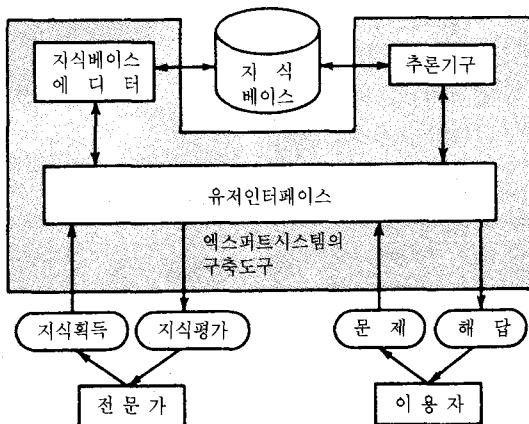 지식베이스
에 디 터
지 식
베이스
추론기구
유저인터페이스
엑스퍼트시스템의
구축도구
지식획득
지식평가
문 제
해 답
전 문 가
이 용 자